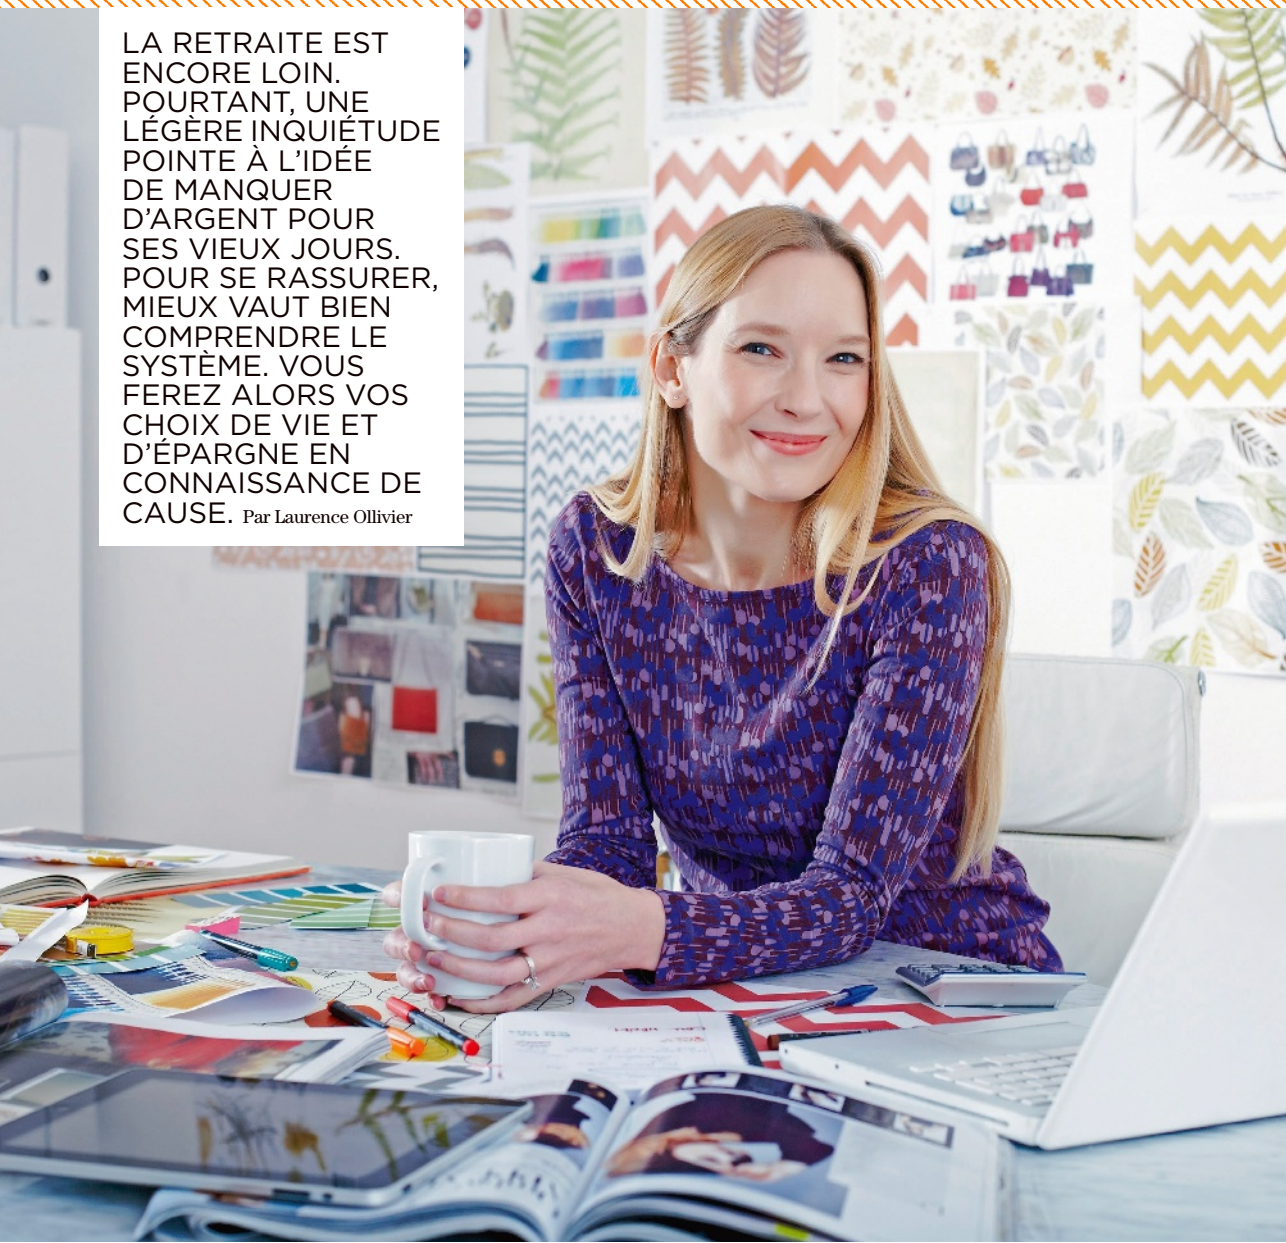 LA RETRAITE EST
ENCORE LOIN.
POURTANT, UNE
LÉGÈRE INQUIÉTUDE
POINTE À L’IDÉE
DE MANQUER
D’ARGENT POUR
SES VIEUX JOURS.
POUR SE RASSURER,
MIEUX VAUT BIEN
COMPRENDRE LE
SYSTÈME. VOUS
FEREZ ALORS VOS
CHOIX DE VIE ET
D’ÉPARGNE EN
CONNAISSANCE DE
CAUSE. Par Laurence Ollivier